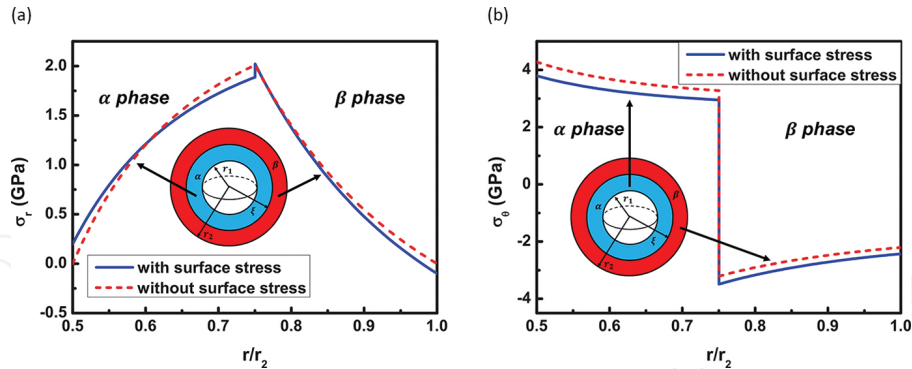 (a)
2.0
1.5
1.0
0.5
0.0
-0.5
σr (GPa)
α phase
β phase
α
r1
β
r2
ξ
with surface stress
without surface stress
0.5 0.6 0.7 0.8 0.9 1.0
r/r2
(b)
4
2
0
-2
-4
σθ (GPa)
with surface stress
without surface stress
α phase
β phase
α
r1
β
r2
ξ
0.5 0.6 0.7 0.8 0.9 1.0
r/r2